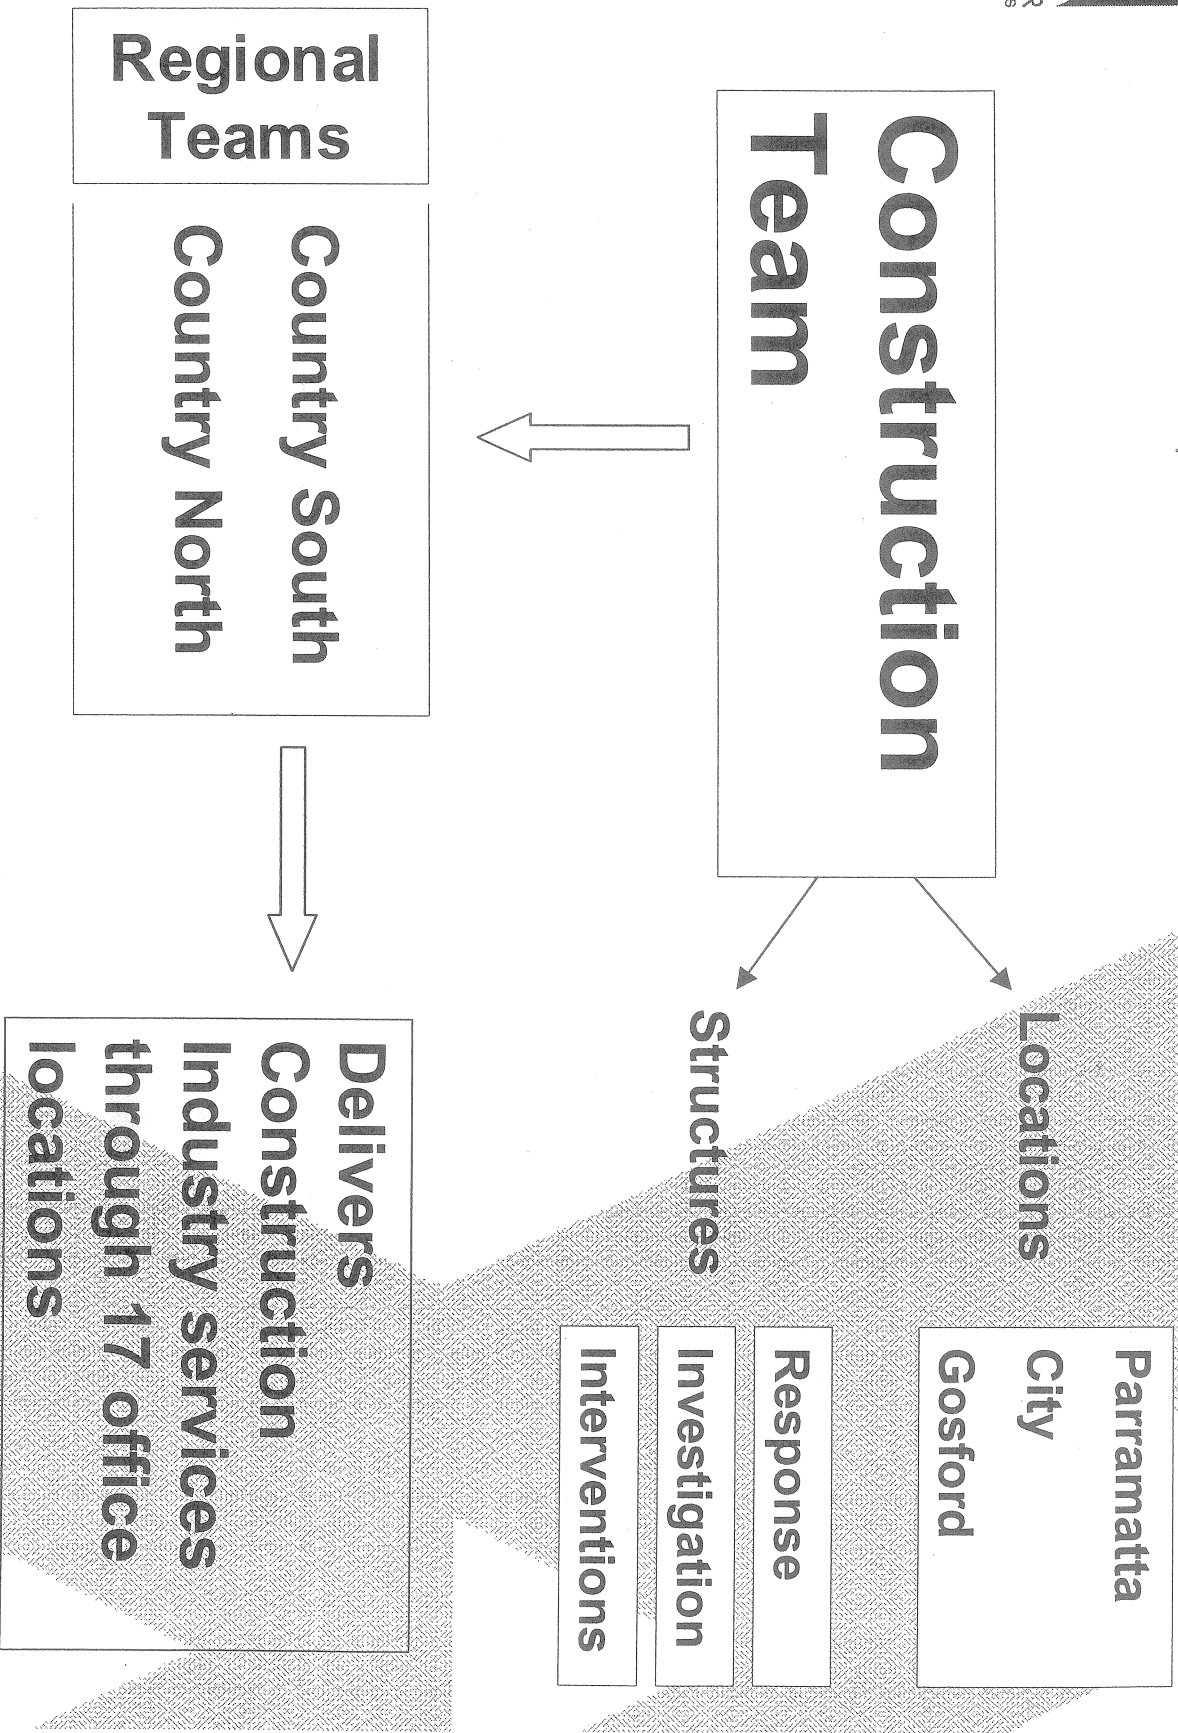 Construction
Team
Locations
Parramatta
City
Gosford
Structures
Response
Investigation
Interventions
Regional
Teams
Country South
Country North
Delivers
Construction
Industry services
through 17 office
locations